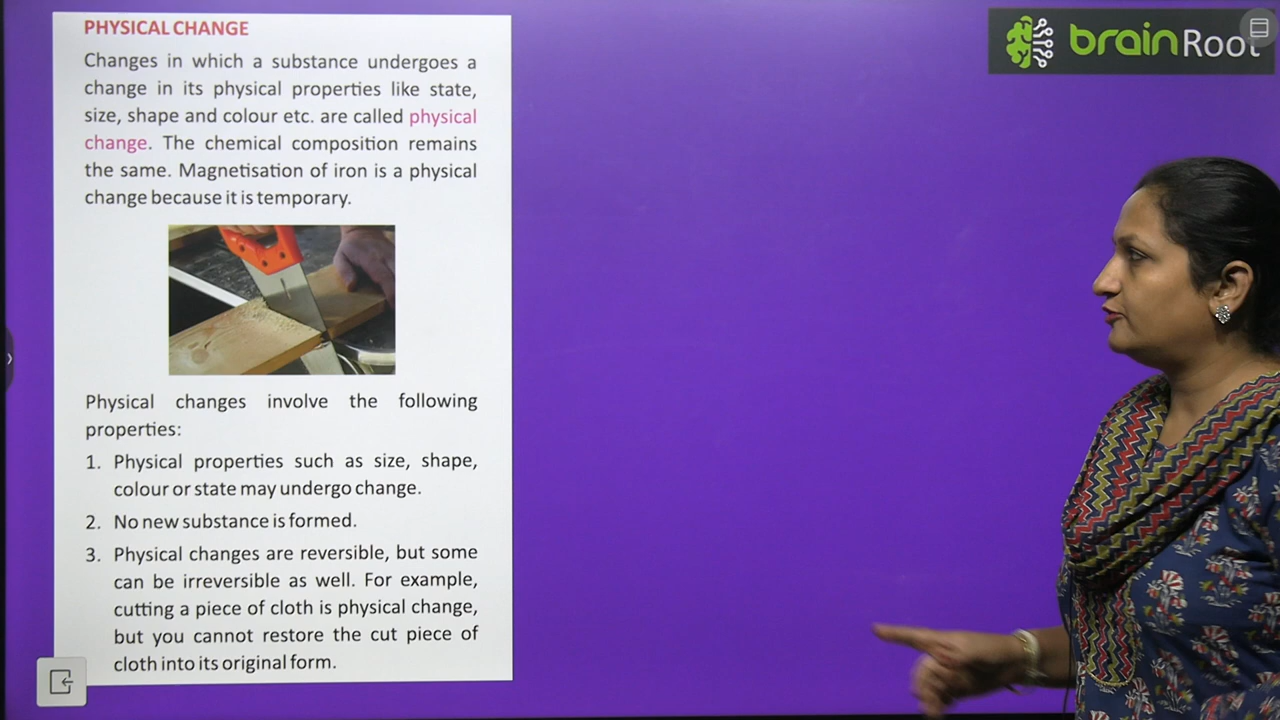 PHYSICAL CHANGE
Changes in which a substance undergoes a
change in its physical properties like state,
size, shape and colour etc. are called physical
change. The chemical composition remains
the same. Magnetisation of iron is a physical
change because it is temporary.
Physical changes involve the following
properties:
1. Physical properties such as size, shape,
colour or state may undergo change.
2. No new substance is formed.
3. Physical changes are reversible, but some
can be irreversible as well. For example,
cutting a piece of cloth is physical change,
but you cannot restore the cut piece of
cloth into its original form.
brainRoot